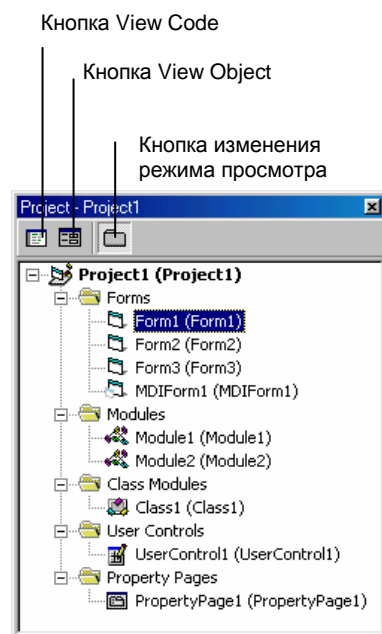 Кнопка View Code
Кнопка View Object
Кнопка изменения
режима просмотра
Project - Project1
Project1 (Project1)
Forms
Form1 (Form1)
Form2 (Form2)
Form3 (Form3)
MDIForm1 (MDIForm1)
Modules
Module1 (Module1)
Module2 (Module2)
Class Modules
Class1 (Class1)
User Controls
UserControl1 (UserControl1)
Property Pages
PropertyPage1 (PropertyPage1)